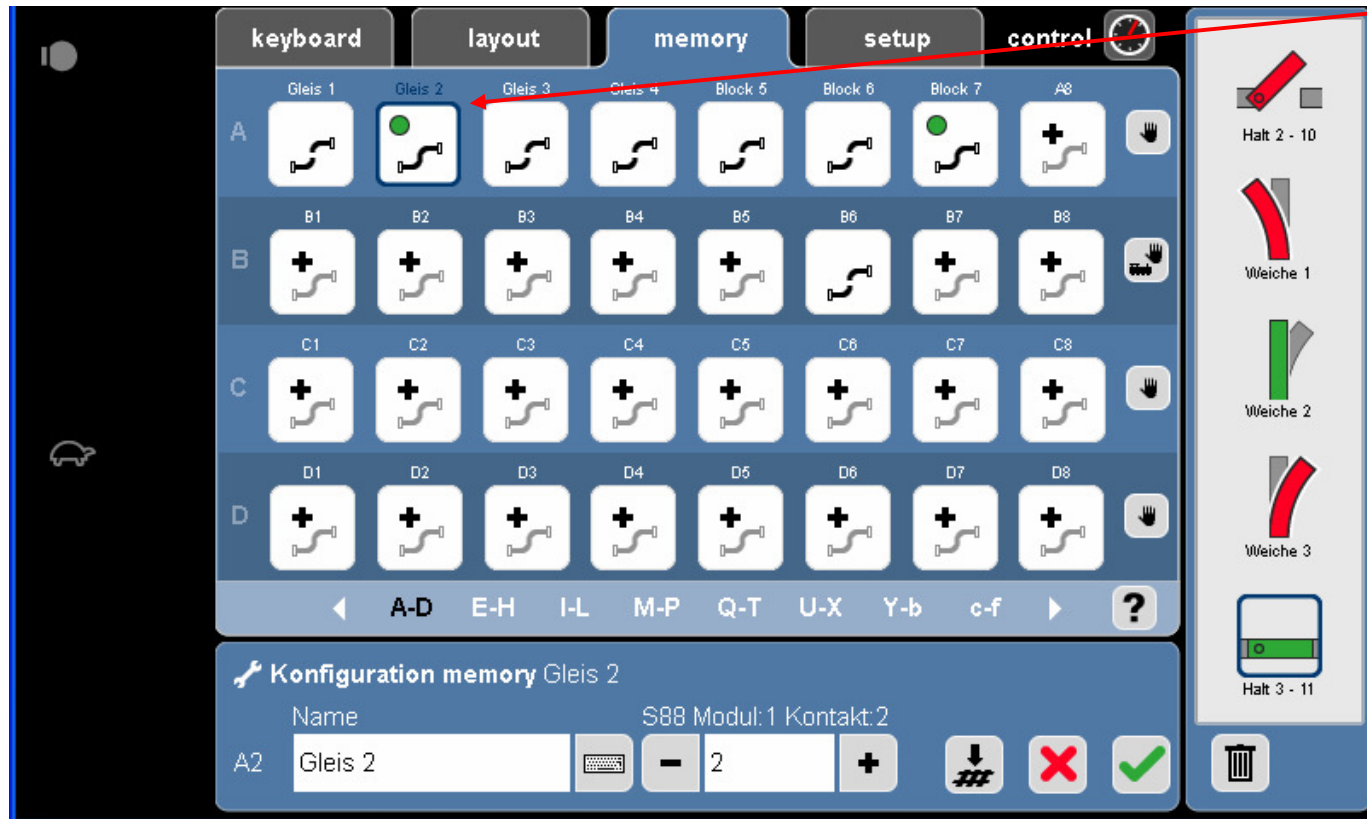 keyboard layout memory setup control
Gleis 1 Gleis 2 Gleis 3 Gleis 4 Block 5 Block 6 Block 7 A8
A
B1 B2 B3 B4 B5 B6 B7 B8
B
C1 C2 C3 C4 C5 C6 C7 C8
C
D1 D2 D3 D4 D5 D6 D7 D8
D
A-D E-H I-L M-P Q-T U-X Y-b c-f ?
Konfiguration memory Gleis 2
Name S88 Modul:1 Kontakt:2
A2 Gleis 2 2
Halt 2 - 10
Weiche 1
Weiche 2
Weiche 3
Halt 3 - 11